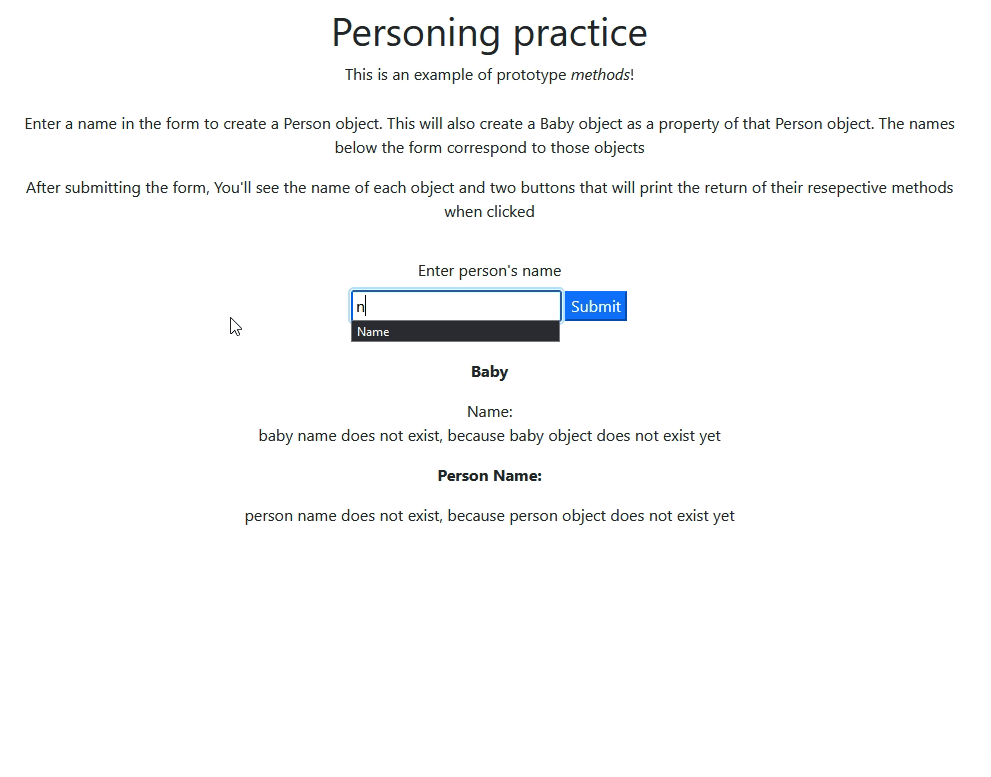 Personing practice
This is an example of prototype methods!
Enter a name in the form to create a Person object. This will also create a Baby object as a property of that Person object. The names
below the form correspond to those objects
After submitting the form, You'll see the name of each object and two buttons that will print the return of their resepective methods
when clicked
Enter person's name
n Submit
Name
Baby
Name:
baby name does not exist, because baby object does not exist yet
Person Name:
person name does not exist, because person object does not exist yet